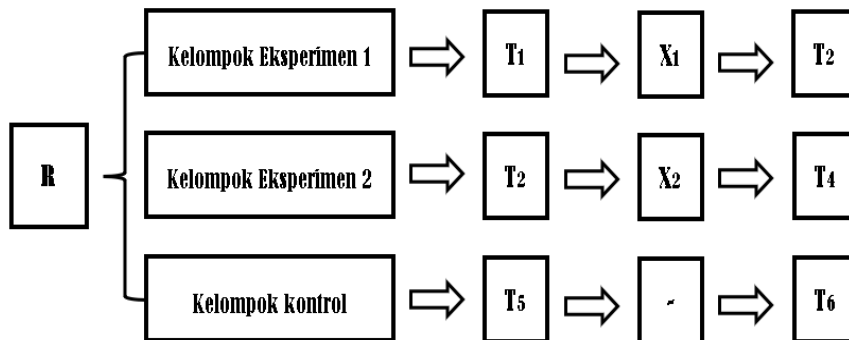 Kelompok Eksperimen 1 T1 X1 T2
R
Kelompok Eksperimen 2 T2 X2 T4
Kelompok kontrol T5 - T6